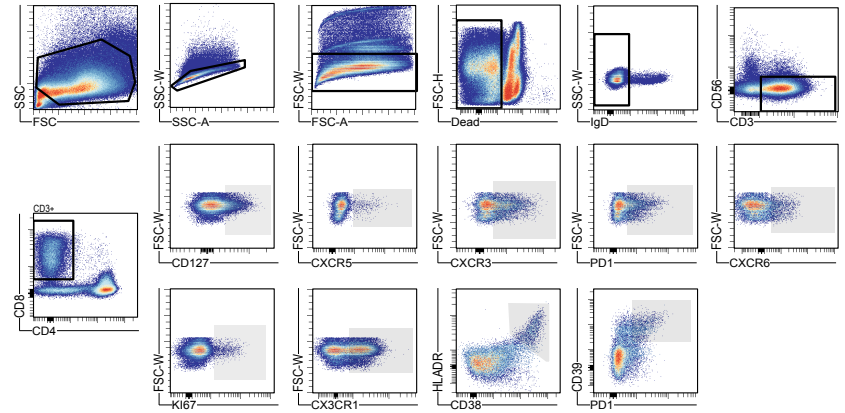 SSC
FSC
SSC-W
SSC-A
FSC-W
FSC-A
FSC-H
Dead
SSC-W
IgD
CD56
CD3
CD3+
CD8
CD4
FSC-W
CD127
FSC-W
CXCR5
FSC-W
CXCR3
FSC-W
PD1
FSC-W
CXCR6
FSC-W
KI67
FSC-W
CX3CR1
HLADR
CD38
CD39
PD1